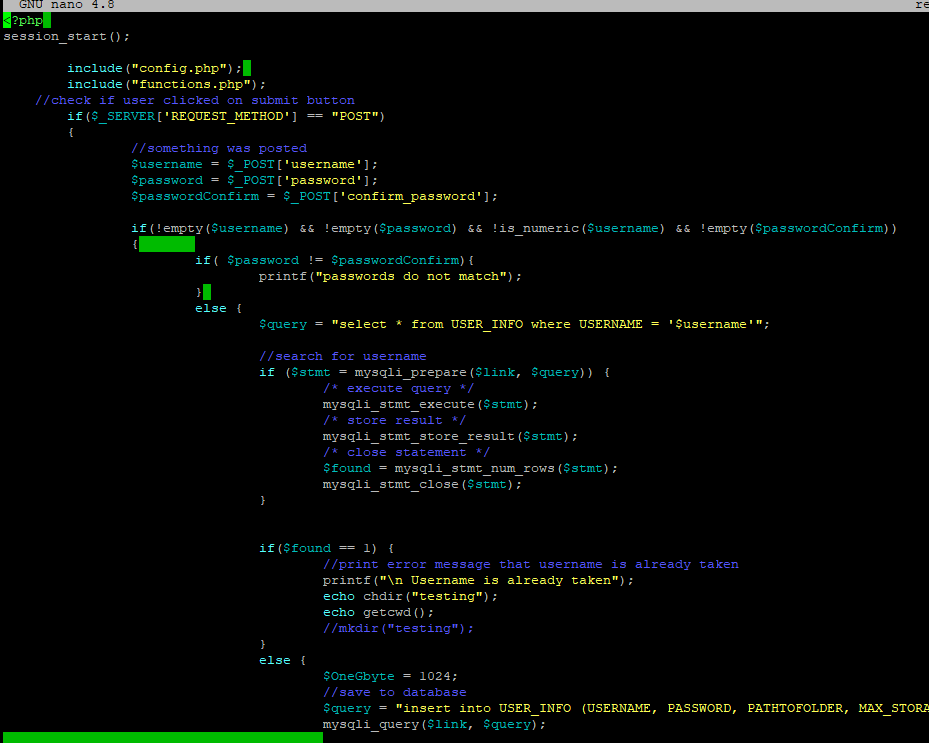 GNU nano 4.8 re
<?php
session_start();
include("config.php");
include("functions.php");
//check if user clicked on submit button
if($_SERVER['REQUEST_METHOD'] == "POST")
{
//something was posted
$username = $_POST['username'];
$password = $_POST['password'];
$passwordConfirm = $_POST['confirm_password'];
if(!empty($username) && !empty($password) && !is_numeric($username) && !empty($passwordConfirm))
{
if( $password != $passwordConfirm){
printf("passwords do not match");
}
else {
$query = "select * from USER_INFO where USERNAME = '$username'";
//search for username
if ($stmt = mysqli_prepare($link, $query)) {
/* execute query */
mysqli_stmt_execute($stmt);
/* store result */
mysqli_stmt_store_result($stmt);
/* close statement */
$found = mysqli_stmt_num_rows($stmt);
mysqli_stmt_close($stmt);
}
if($found == 1) {
//print error message that username is already taken
printf("\n Username is already taken");
echo chdir("testing");
echo getcwd();
//mkdir("testing");
}
else {
$OneGbyte = 1024;
//save to database
$query = "insert into USER_INFO (USERNAME, PASSWORD, PATHTOFOLDER, MAX_STORA
mysqli_query($link, $query);